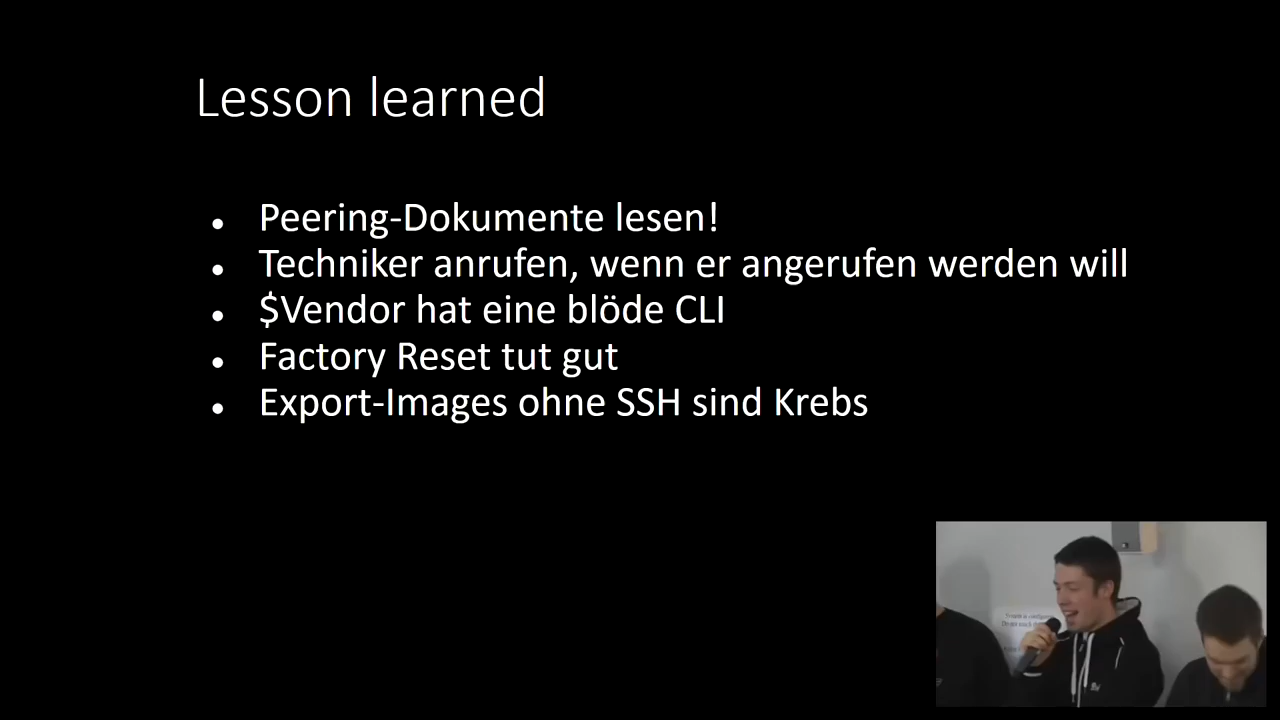 Lesson learned
Peering-Dokumente lesen!
Techniker anrufen, wenn er angerufen werden will
$Vendor hat eine blöde CLI
Factory Reset tut gut
Export-Images ohne SSH sind Krebs